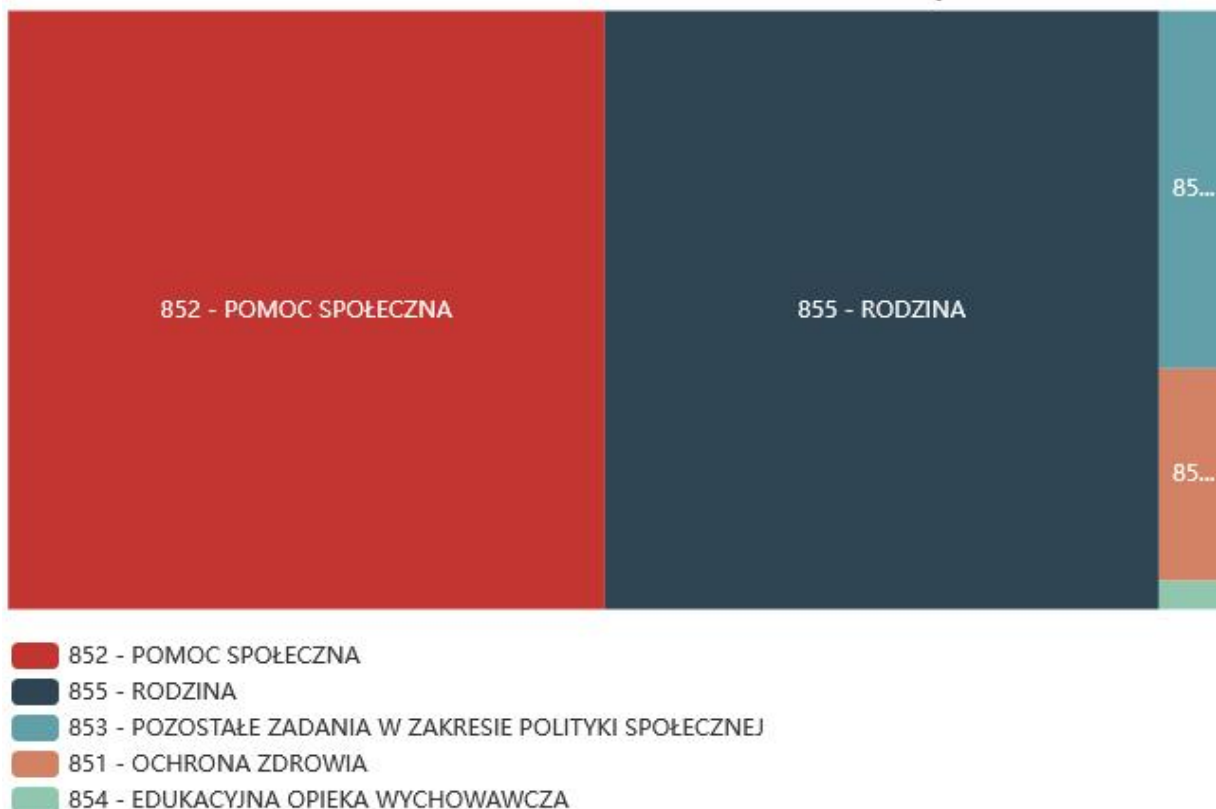 85...
852 - POMOC SPOŁECZNA
855 - RODZINA
85...
852 - POMOC SPOŁECZNA
855 - RODZINA
853 - POZOSTAŁE ZADANIA W ZAKRESIE POLITYKI SPOŁECZNEJ
851 - OCHRONA ZDROWIA
854 - EDUKACYJNA OPIEKA WYCHOWAWCZA